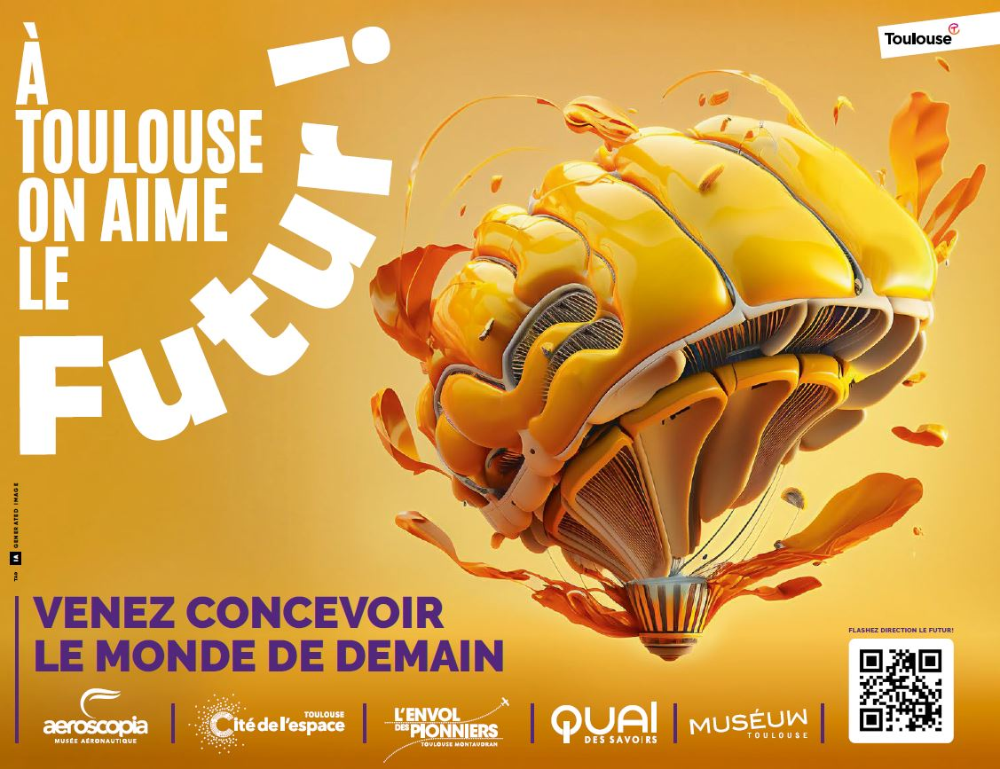 À
TOULOUSE
ON AIME
LE
Futur !
Toulouse
TAG IA GENERATED IMAGE
VENEZ CONCEVOIR
LE MONDE DE DEMAIN
FLASHEZ DIRECTION LE FUTUR!
aeroscopia
MUSÉE AÉRONAUTIQUE
TOULOUSE
Cité de l'espace
L'ENVOL
DES PIONNIERS
TOULOUSE MONTAUDRAN
QUAI
DES SAVOIRS
MUSÉUM
TOULOUSE